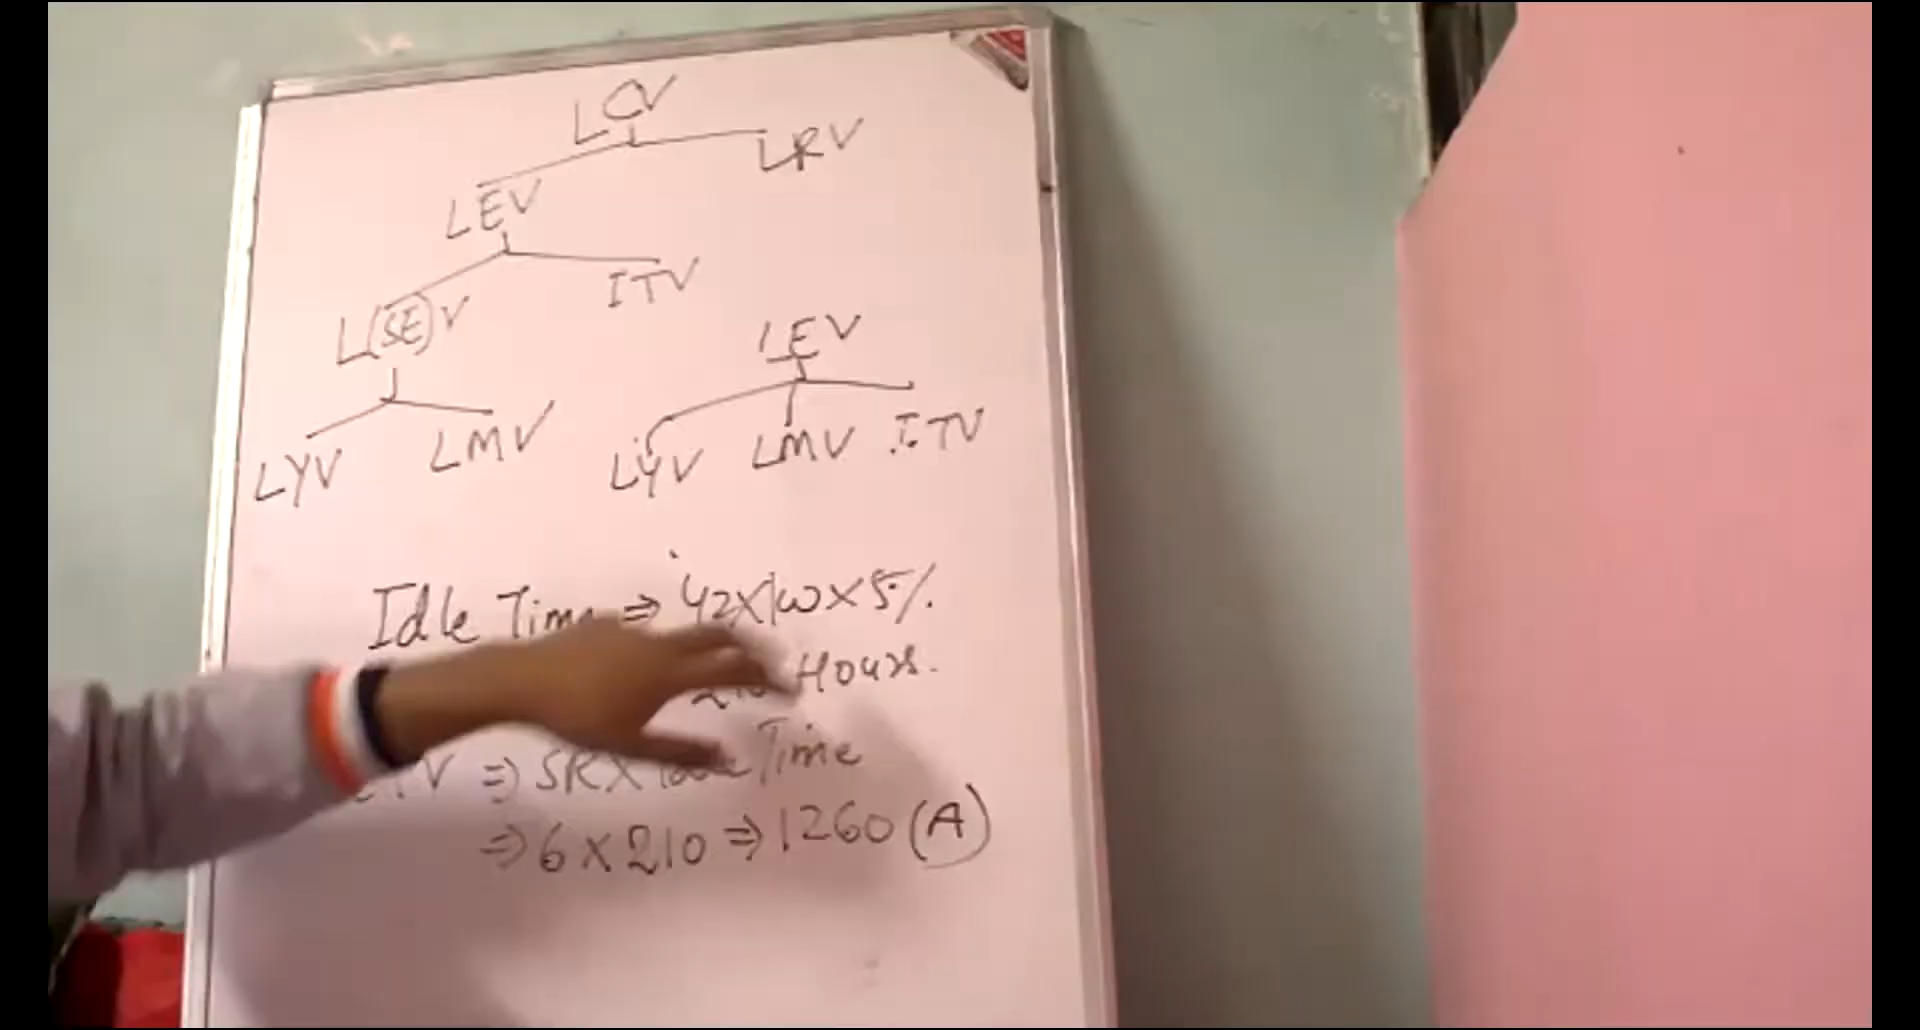 LCV
LRV
LEV
ITV
L(SE)V
LEV
LYV LMV
LYV LMV ITV
Idle Time ⇒ 42×100×5%
Hours.
⇒ SR× Time
⇒ 6×210 ⇒ 1260 (A)